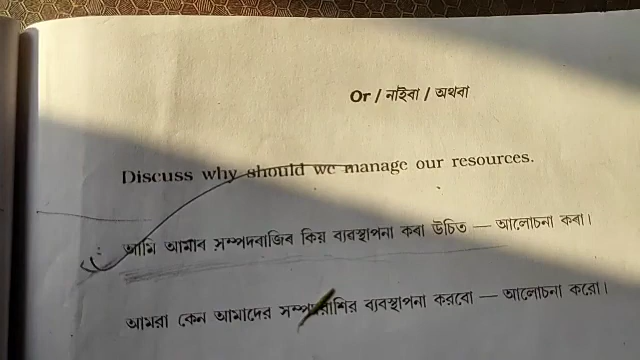 Or / নাইবা / অথবা
Discuss why should we manage our resources.
আমি আমাৰ সম্পদৰাজিৰ কিয় ব্যৱস্থাপনা কৰা উচিত — আলোচনা কৰা।
আমরা কেন আমাদের সম্পদরাশির ব্যবস্থাপনা করবো — আলোচনা করো।